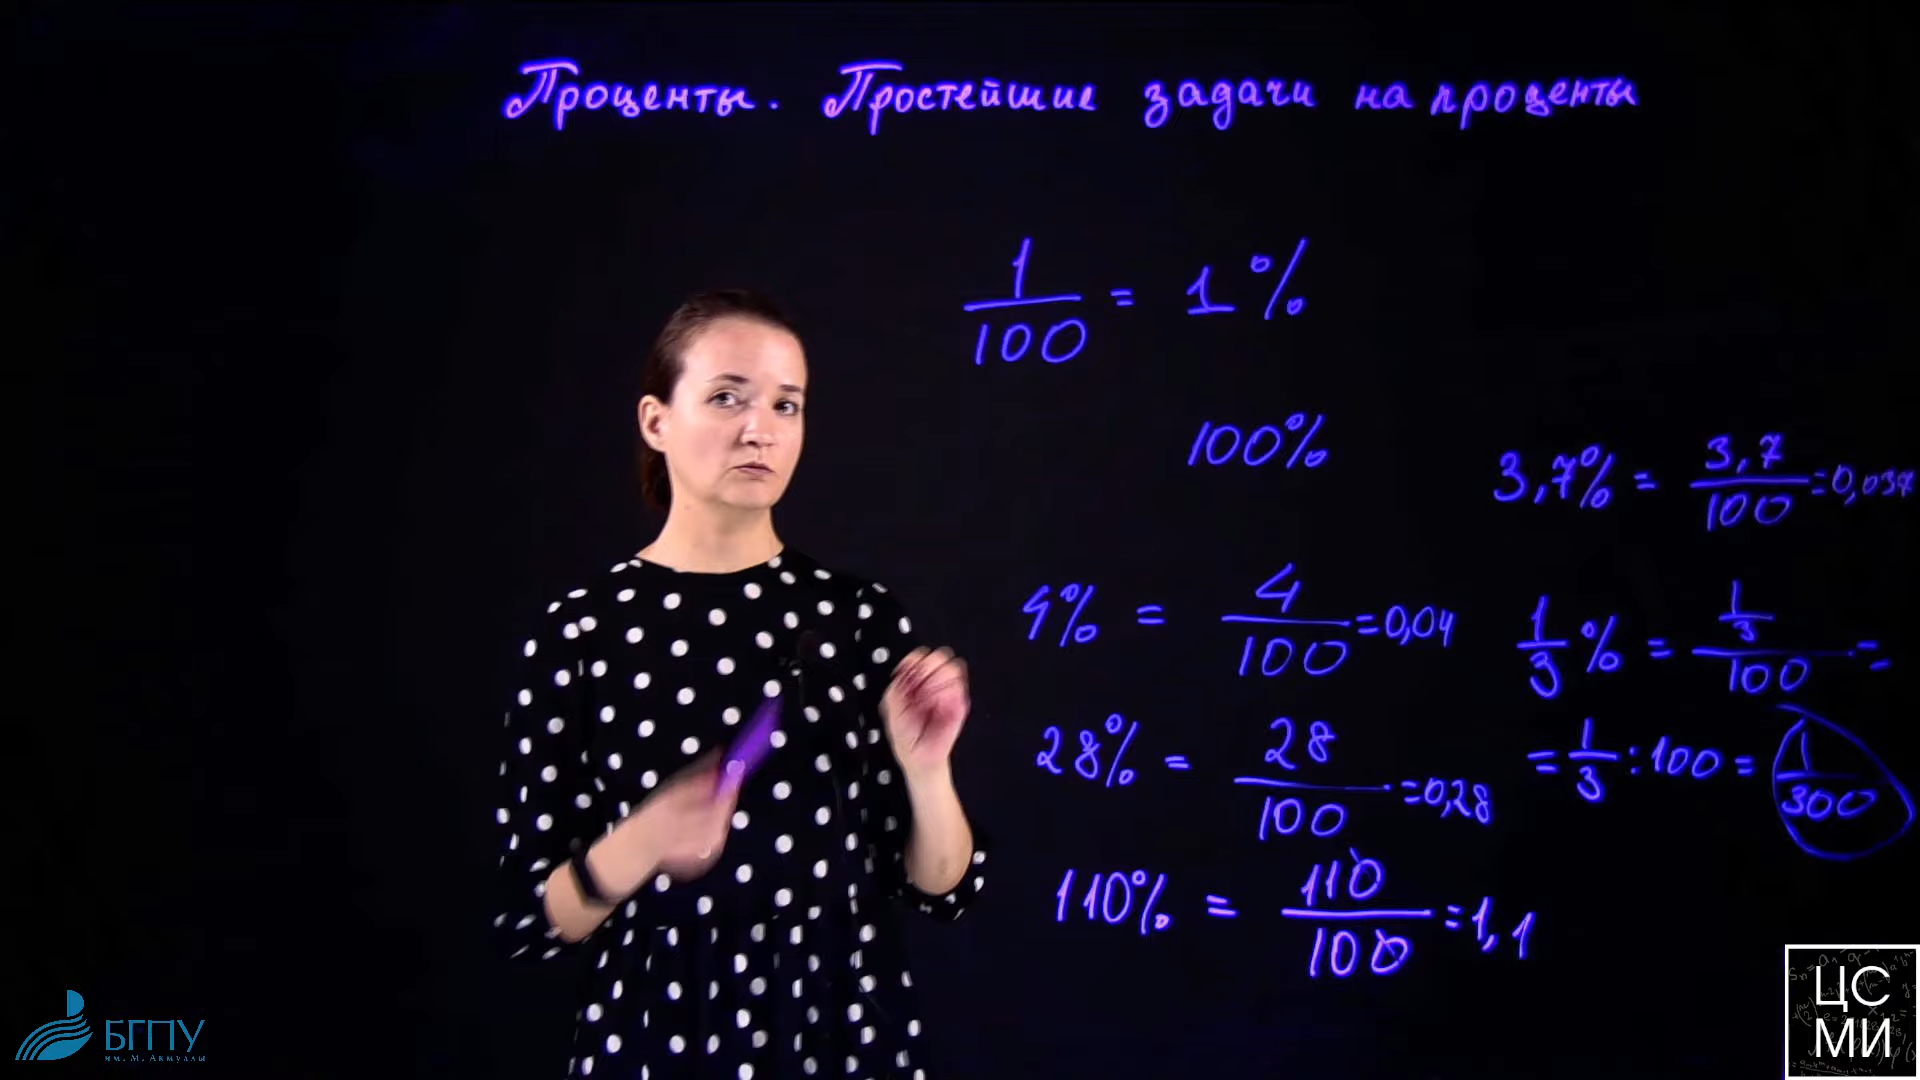 Проценты. Простейшие задачи на проценты
1/100 = 1%
100%
3,7% = 3,7/100 = 0,037
4% = 4/100 = 0,04
1/3 % = 1/3/100 =
28% = 28/100 = 0,28
= 1/3 : 100 = 1/300
110% = 110/100 = 1,1
БГПУ
им. М. Акмуллы
ЦС
МИ